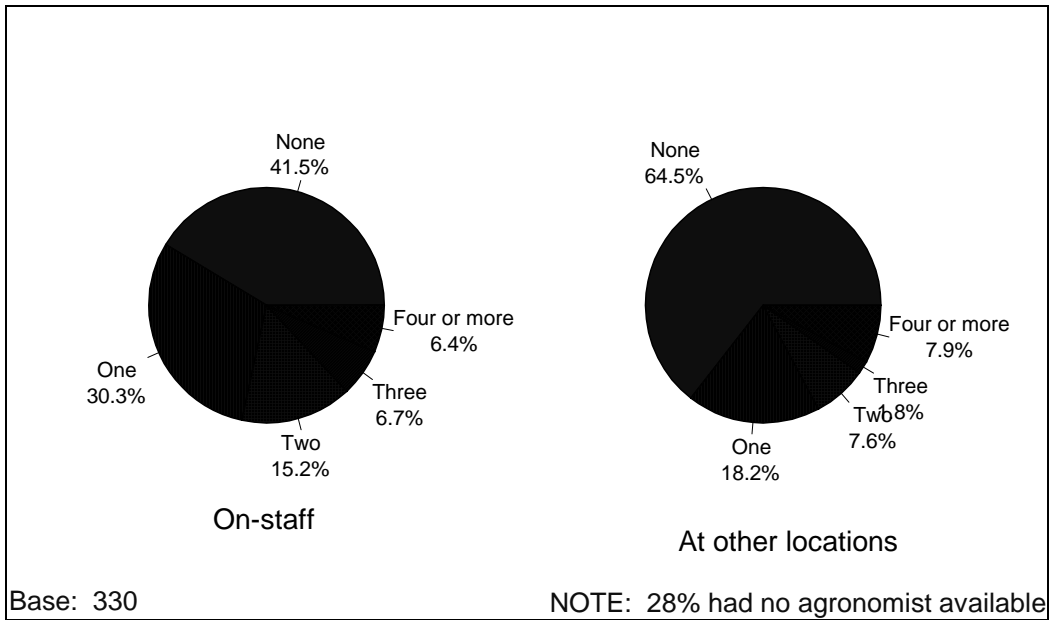 None
41.5%
One
30.3%
Two
15.2%
Three
6.7%
Four or more
6.4%
On-staff
None
64.5%
One
18.2%
Two
7.6%
Three
1.8%
Four or more
7.9%
At other locations
Base: 330
NOTE: 28% had no agronomist available